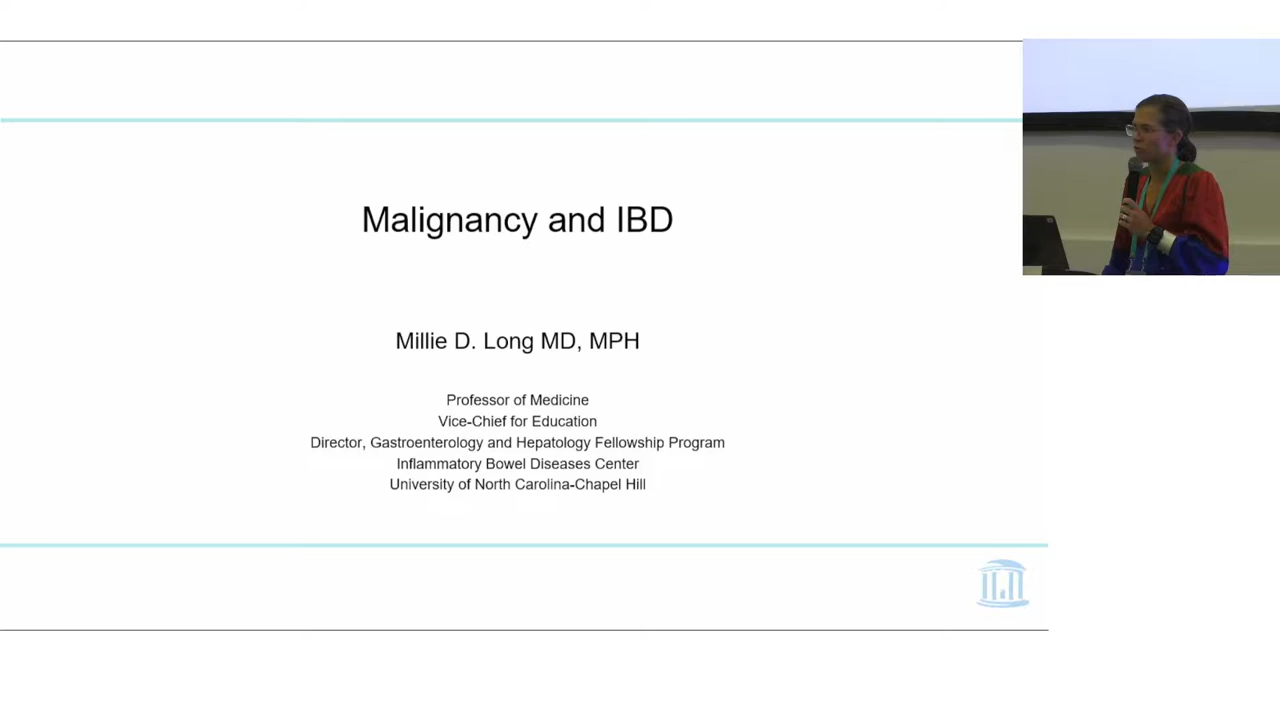 Malignancy and IBD
Millie D. Long MD, MPH
Professor of Medicine
Vice-Chief for Education
Director, Gastroenterology and Hepatology Fellowship Program
Inflammatory Bowel Diseases Center
University of North Carolina-Chapel Hill